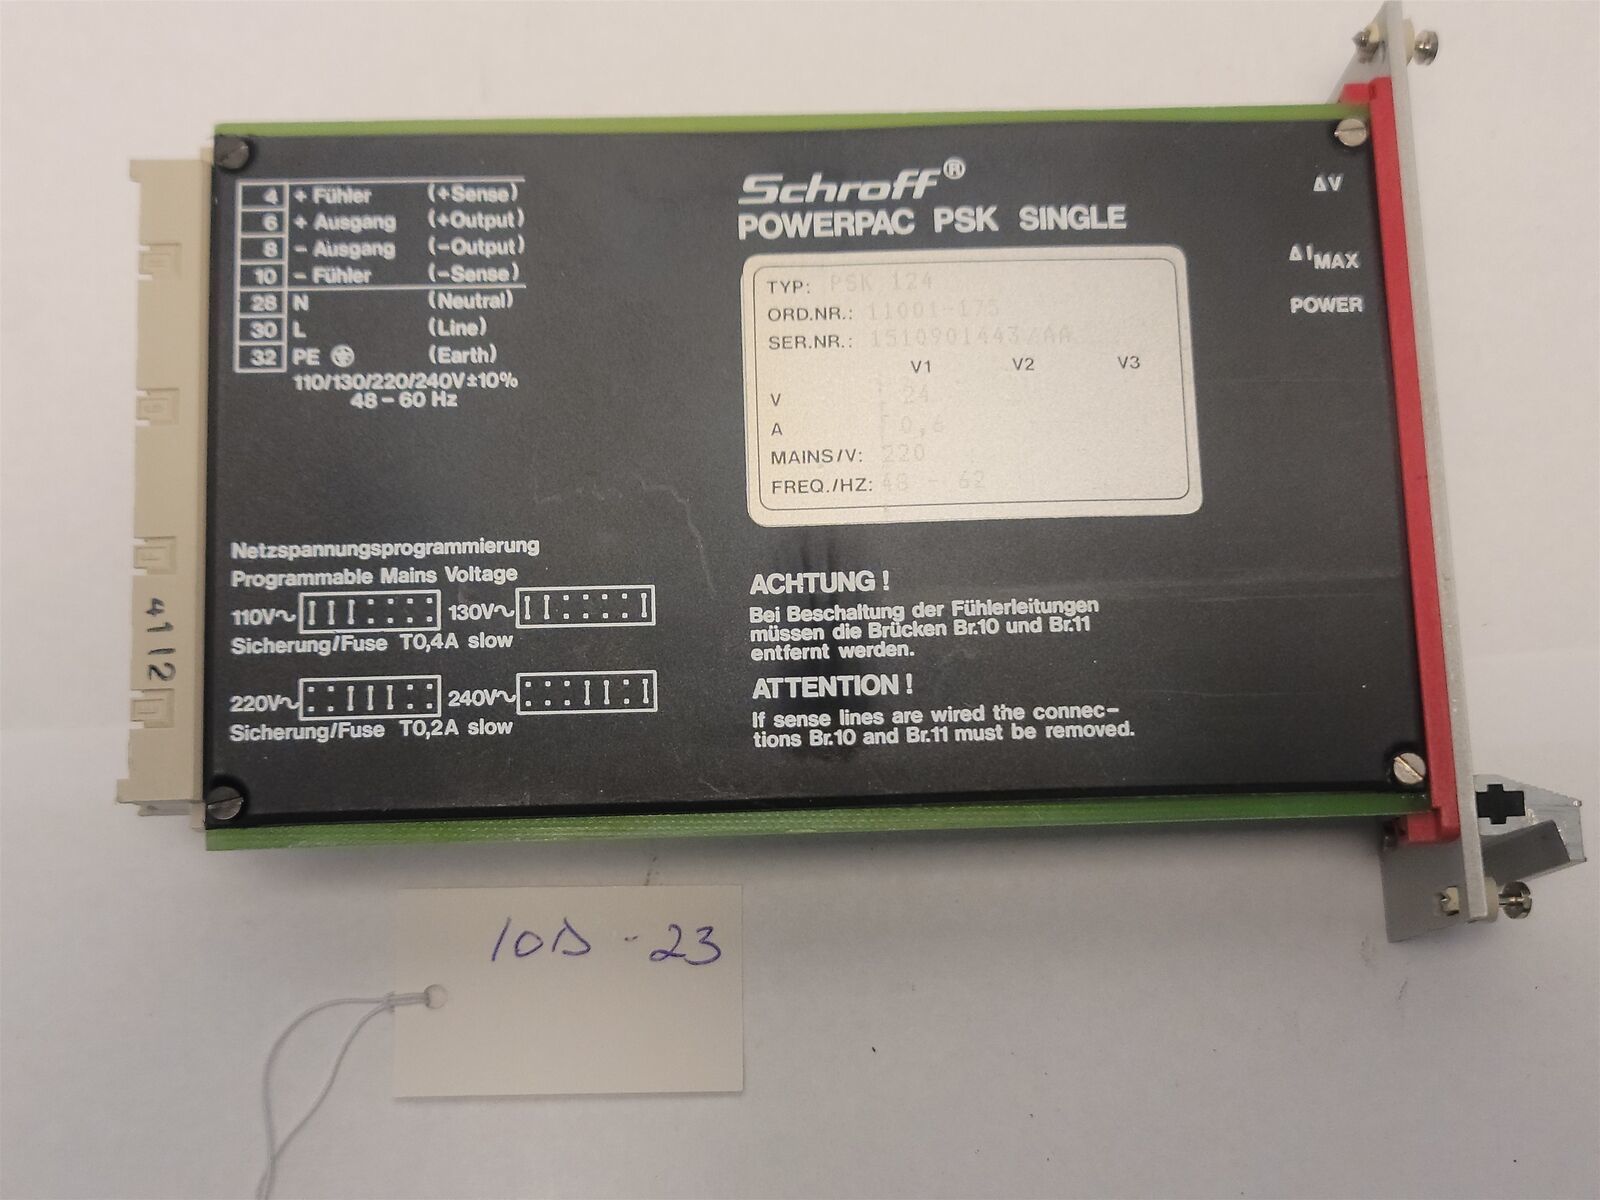 4 + Fühler (+Sense)
6 + Ausgang (+Output)
8 – Ausgang (–Output)
10 – Fühler (–Sense)
28 N (Neutral)
30 L (Line)
32 PE (Earth)
110/130/220/240V±10%
48 – 60 Hz
Schroff®
POWERPAC PSK SINGLE
TYP: PSK 124
ORD.NR.: 11001-175
SER.NR.: 1510901443/AA
V1 V2 V3
V 24
A 0,6
MAINS/V: 220
FREQ./HZ: 48 - 62
ΔV
ΔIMAX
POWER
Netzspannungsprogrammierung
Programmable Mains Voltage
110V~ 130V~
Sicherung/Fuse T0,4A slow
220V~ 240V~
Sicherung/Fuse T0,2A slow
ACHTUNG !
Bei Beschaltung der Fühlerleitungen
müssen die Brücken Br.10 und Br.11
entfernt werden.
ATTENTION !
If sense lines are wired the connec–
tions Br.10 and Br.11 must be removed.
4112
10D - 23